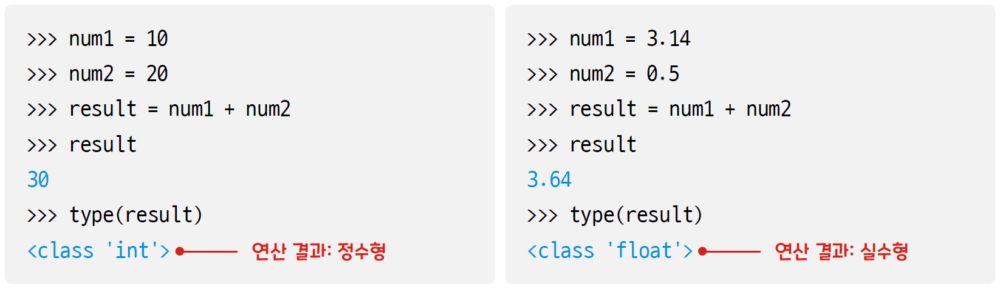 >>> num1 = 10
>>> num2 = 20
>>> result = num1 + num2
>>> result
30
>>> type(result)
<class 'int'> 연산 결과: 정수형
>>> num1 = 3.14
>>> num2 = 0.5
>>> result = num1 + num2
>>> result
3.64
>>> type(result)
<class 'float'> 연산 결과: 실수형